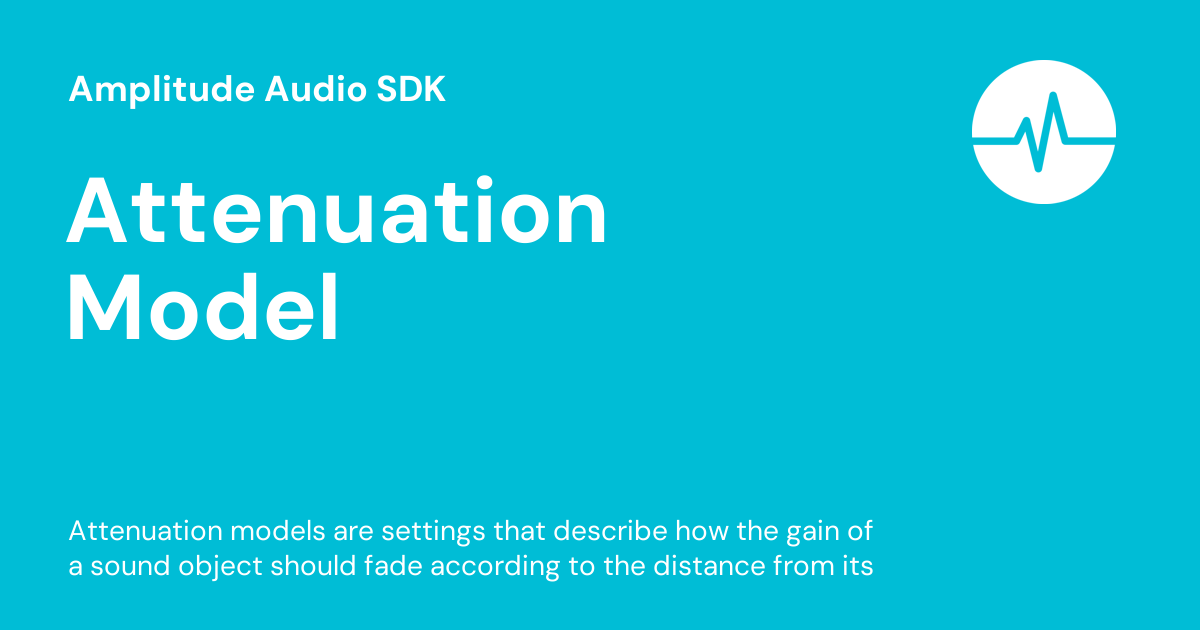 Amplitude Audio SDK
Attenuation
Model
Attenuation models are settings that describe how the gain of
a sound object should fade according to the distance from its